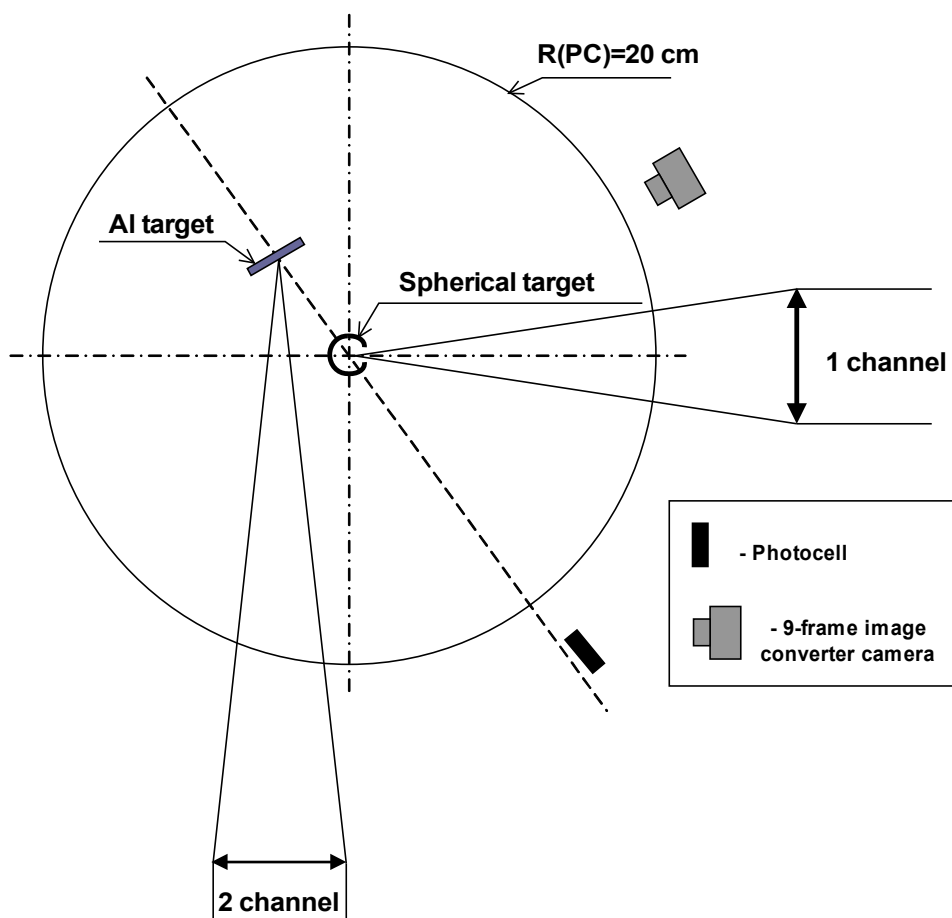 R(PC)=20 cm
Al target
Spherical target
1 channel
- Photocell
- 9-frame image
converter camera
2 channel